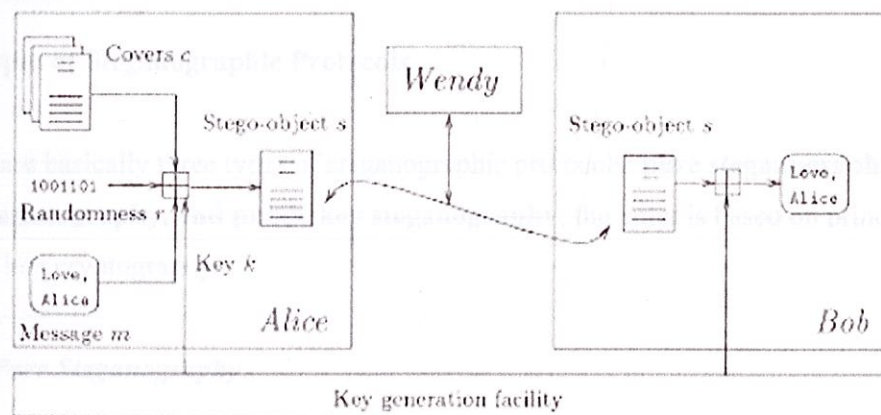 Covers c
Wendy
Stego-object s
Stego-object s
1001101
Randomness r
Love,
Alice
Key k
Love,
Alice
Message m
Alice
Bob
Key generation facility